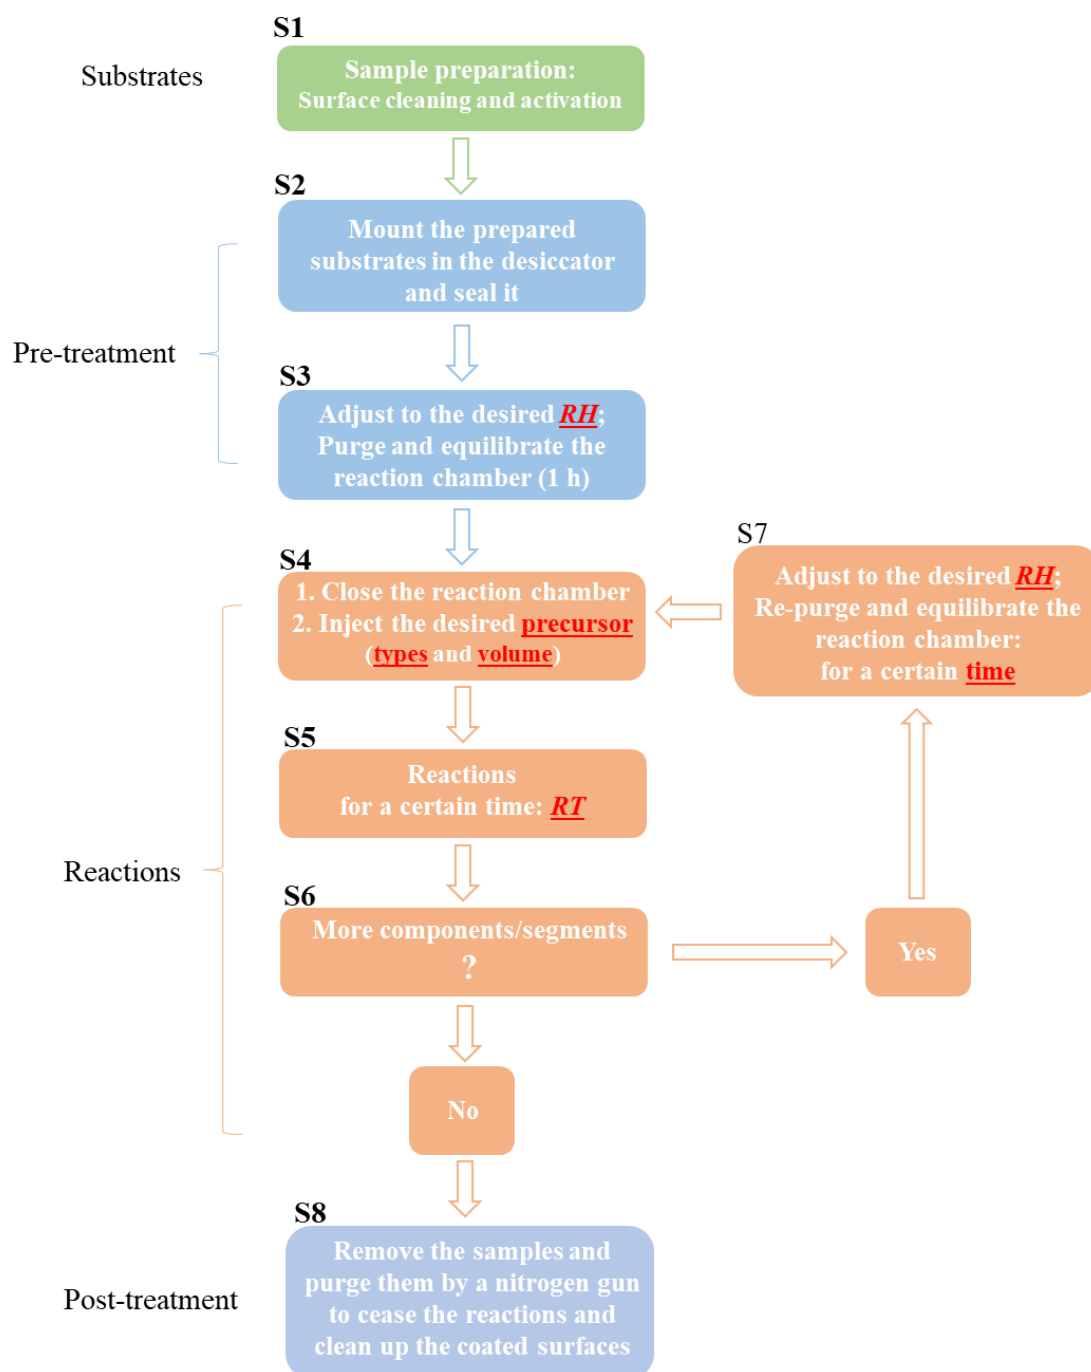 S1
Substrates
Sample preparation:
Surface cleaning and activation
S2
Mount the prepared
substrates in the desiccator
and seal it
Pre-treatment
S3
Adjust to the desired RH;
Purge and equilibrate the
reaction chamber (1 h)
S4
1. Close the reaction chamber
2. Inject the desired precursor
(types and volume)
S7
Adjust to the desired RH;
Re-purge and equilibrate the
reaction chamber:
for a certain time
S5
Reactions
for a certain time: RT
Reactions
S6
More components/segments
?
Yes
No
S8
Post-treatment
Remove the samples and
purge them by a nitrogen gun
to cease the reactions and
clean up the coated surfaces